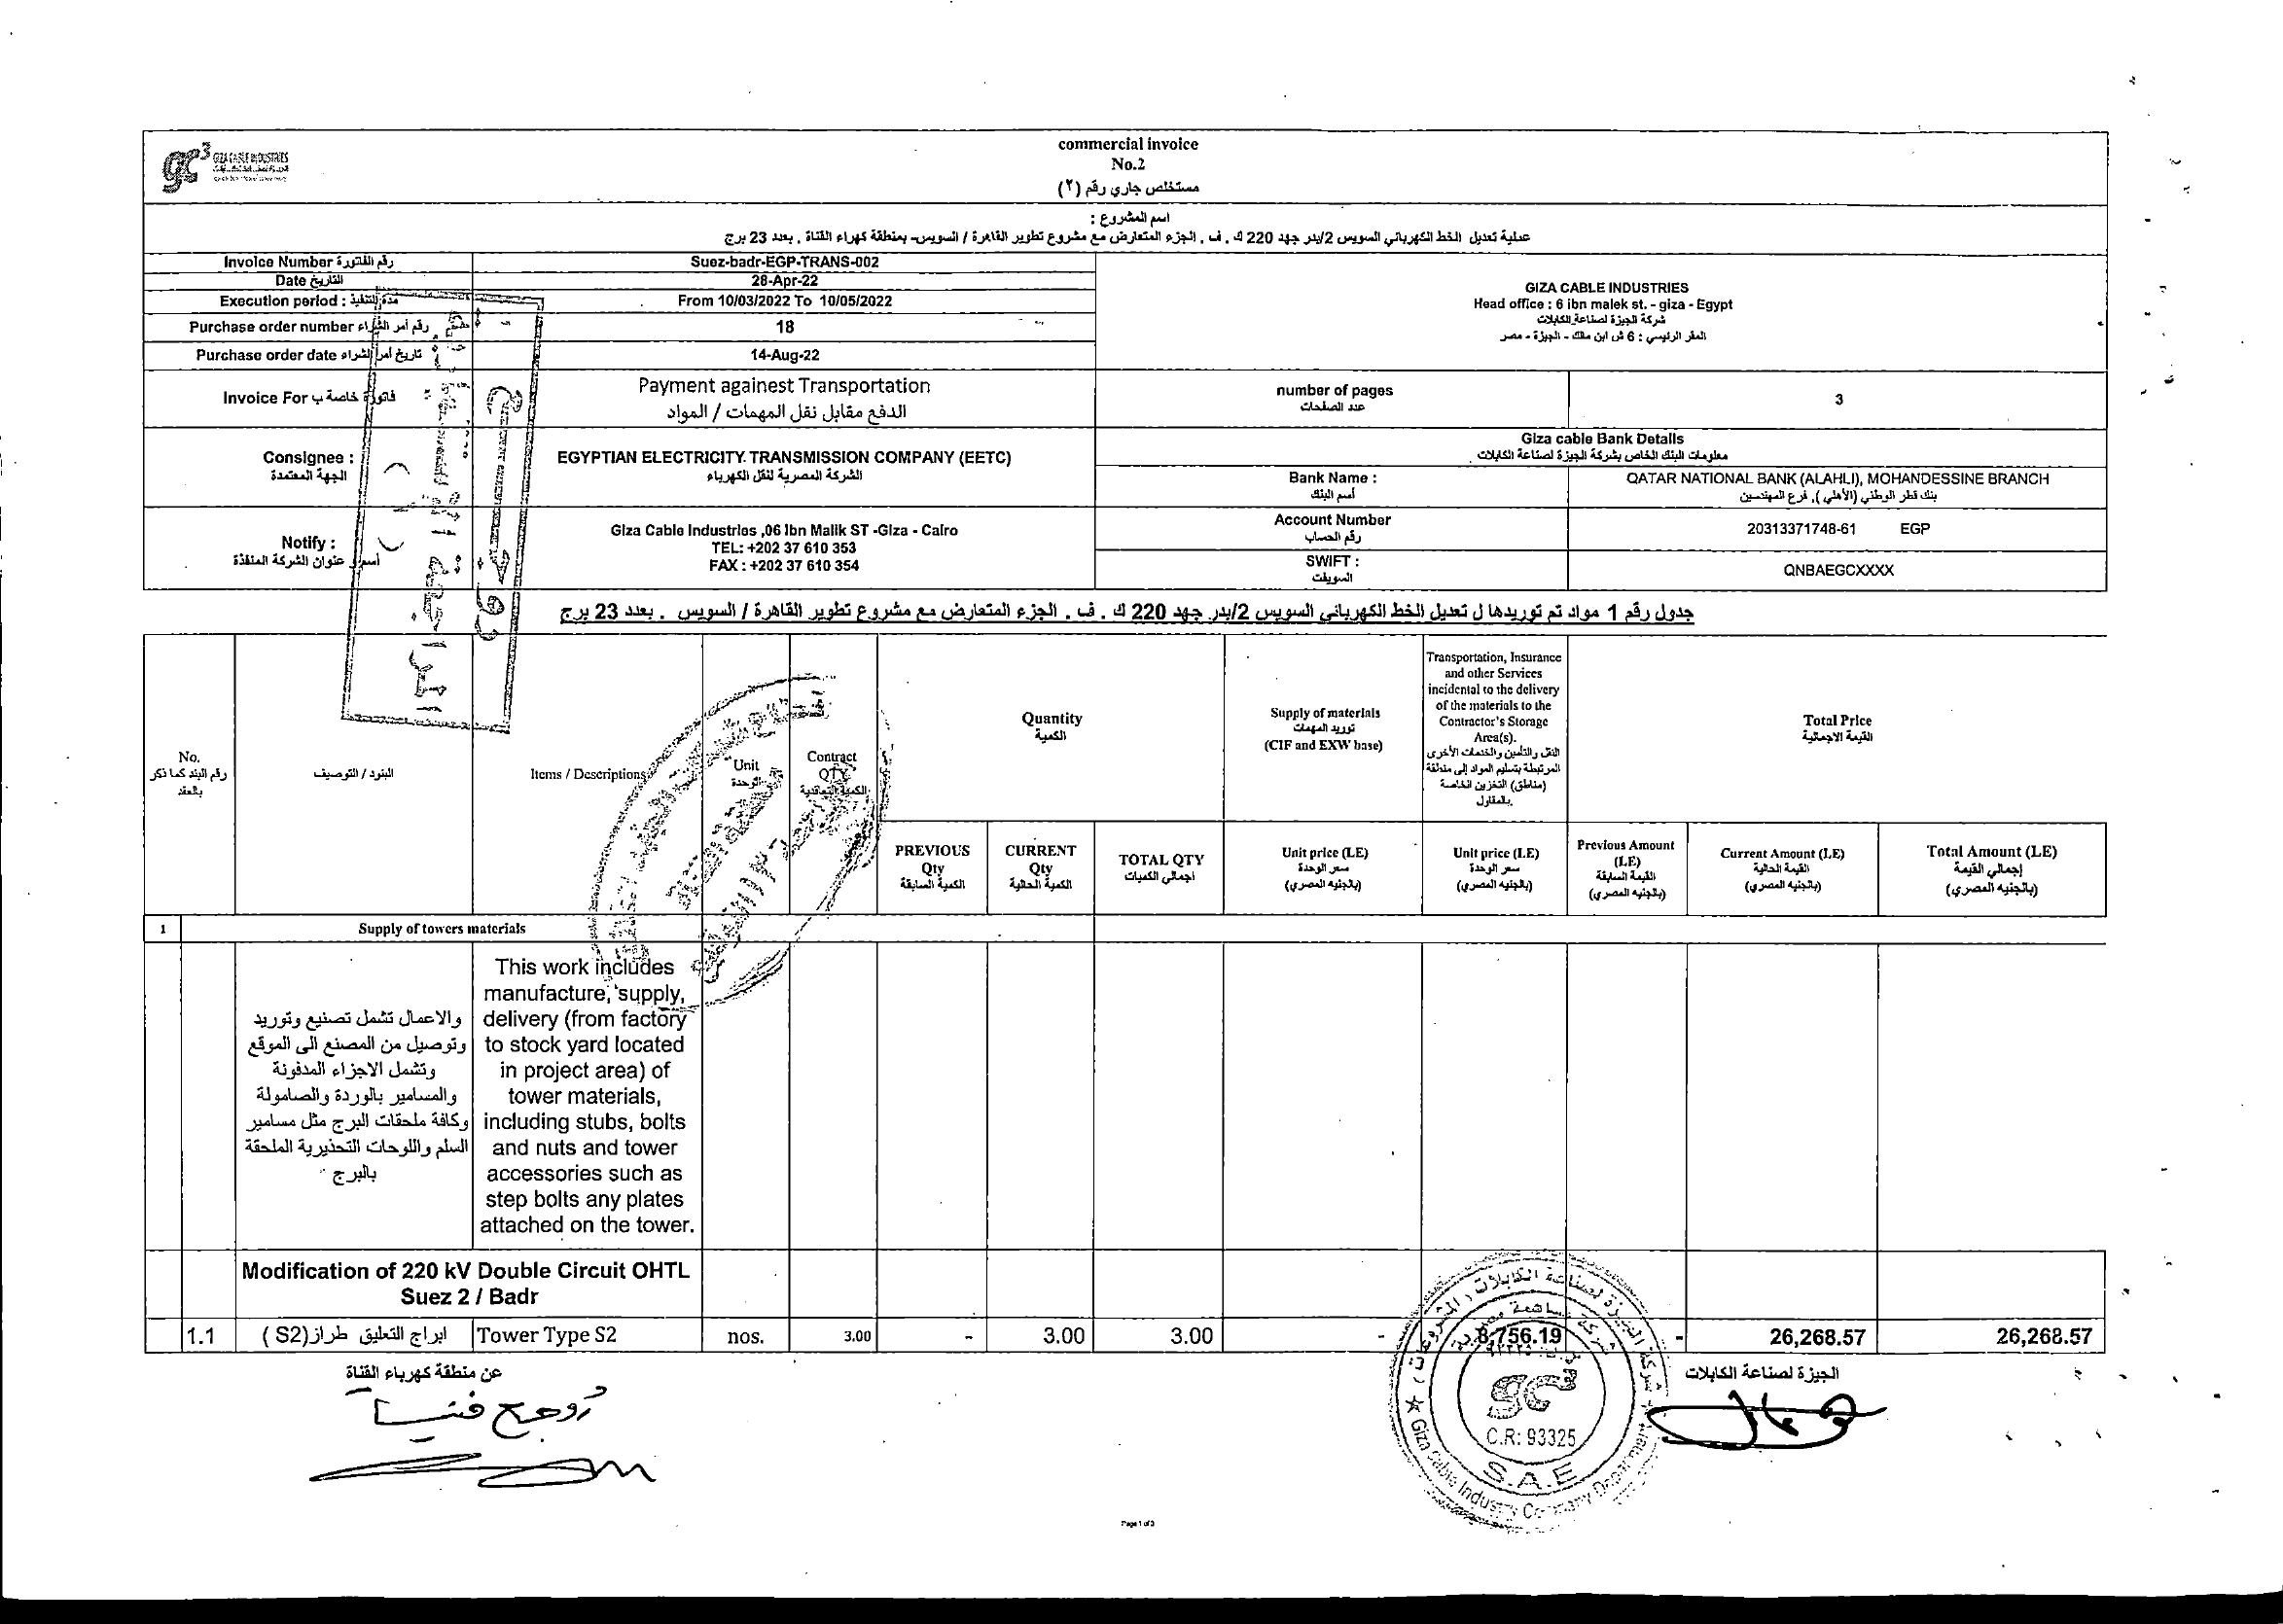 gc3 GIZA CABLE INDUSTRIES
commercial invoice
No.2
مستخلص جاري رقم (٢)
اسم المشروع :
عملية تعديل الخط الكهربائي السويس 2/بدر جهد 220 ك . ف . الجزء المتعارض مع مشروع تطوير القاهرة / السويس- بمنطقة كهرباء القناة . بعدد 23 برج
Invoice Number رقم الفاتورة
Suez-badr-EGP-TRANS-002
Date التاريخ
28-Apr-22
Execution period : مدة التنفيذ
From 10/03/2022 To 10/05/2022
Purchase order number رقم أمر الشراء
18
Purchase order date تاريخ أمر الشراء
14-Aug-22
GIZA CABLE INDUSTRIES
Head office : 6 ibn malek st. - giza - Egypt
شركة الجيزة لصناعة الكابلات
المقر الرئيسي : 6 ش ابن مالك - الجيزة - مصر
Invoice For فاتورة خاصة ب
Payment againest Transportation
الدفع مقابل نقل المهمات / المواد
number of pages
عدد الصفحات
3
Consignee :
الجهة المعتمدة
EGYPTIAN ELECTRICITY TRANSMISSION COMPANY (EETC)
الشركة المصرية لنقل الكهرباء
Giza cable Bank Details
معلومات البنك الخاص بشركة الجيزة لصناعة الكابلات
Bank Name :
أسم البنك
QATAR NATIONAL BANK (ALAHLI), MOHANDESSINE BRANCH
بنك قطر الوطني (الأهلي ), فرع المهندسين
Notify :
اسم و عنوان الشركة المنفذة
Giza Cable Industries ,06 Ibn Malik ST -Giza - Cairo
TEL: +202 37 610 353
FAX : +202 37 610 354
Account Number
رقم الحساب
20313371748-61 EGP
SWIFT :
السويفت
QNBAEGCXXXX
جدول رقم 1 مواد تم توريدها ل تعديل الخط الكهربائي السويس 2/بدر جهد 220 ك . ف . الجزء المتعارض مع مشروع تطوير القاهرة / السويس . بعدد 23 برج
No.
رقم البند كما ذكر
بالعقد
البنود / التوصيف
Items / Descriptions
Unit
الوحدة
Contract
QTY
الكمية التعاقدية
Quantity
الكمية
Supply of materials
توريد المهمات
(CIF and EXW base)
Transportation, Insurance
and other Services
incidental to the delivery
of the materials to the
Contractor's Storage
Area(s).
النقل والتأمين والخدمات الأخرى
المرتبطة بتسليم المواد إلى منطقة
(مناطق) التخزين الخاصة
بالمقاول.
Total Price
القيمة الاجمالية
PREVIOUS
Qty
الكمية السابقة
CURRENT
Qty
الكمية الحالية
TOTAL QTY
اجمالي الكميات
Unit price (LE)
سعر الوحدة
(بالجنيه المصري)
Unit price (LE)
سعر الوحدة
(بالجنيه المصري)
Previous Amount
(LE)
القيمة السابقة
(بالجنيه المصري)
Current Amount (LE)
القيمة الحالية
(بالجنيه المصري)
Total Amount (LE)
إجمالي القيمة
(بالجنيه المصري)
1 Supply of towers materials
والاعمال تشمل تصنيع وتوريد
وتوصيل من المصنع الى الموقع
وتشمل الاجزاء المدفونة
والمسامير بالوردة والصامولة
وكافة ملحقات البرج مثل مسامير
السلم واللوحات التحذيرية الملحقة
بالبرج
This work includes
manufacture, supply,
delivery (from factory
to stock yard located
in project area) of
tower materials,
including stubs, bolts
and nuts and tower
accessories such as
step bolts any plates
attached on the tower.
Modification of 220 kV Double Circuit OHTL
Suez 2 / Badr
1.1 ابراج التعليق طراز(S2 ) Tower Type S2 nos. 3.00 - 3.00 3.00 - 8,756.19 - 26,268.57 26,268.57
عن منطقة كهرباء القناة
روجع فنيا
الجيزة لصناعة الكابلات
gc
C.R: 93325
S.A.E
Page 1 of 3